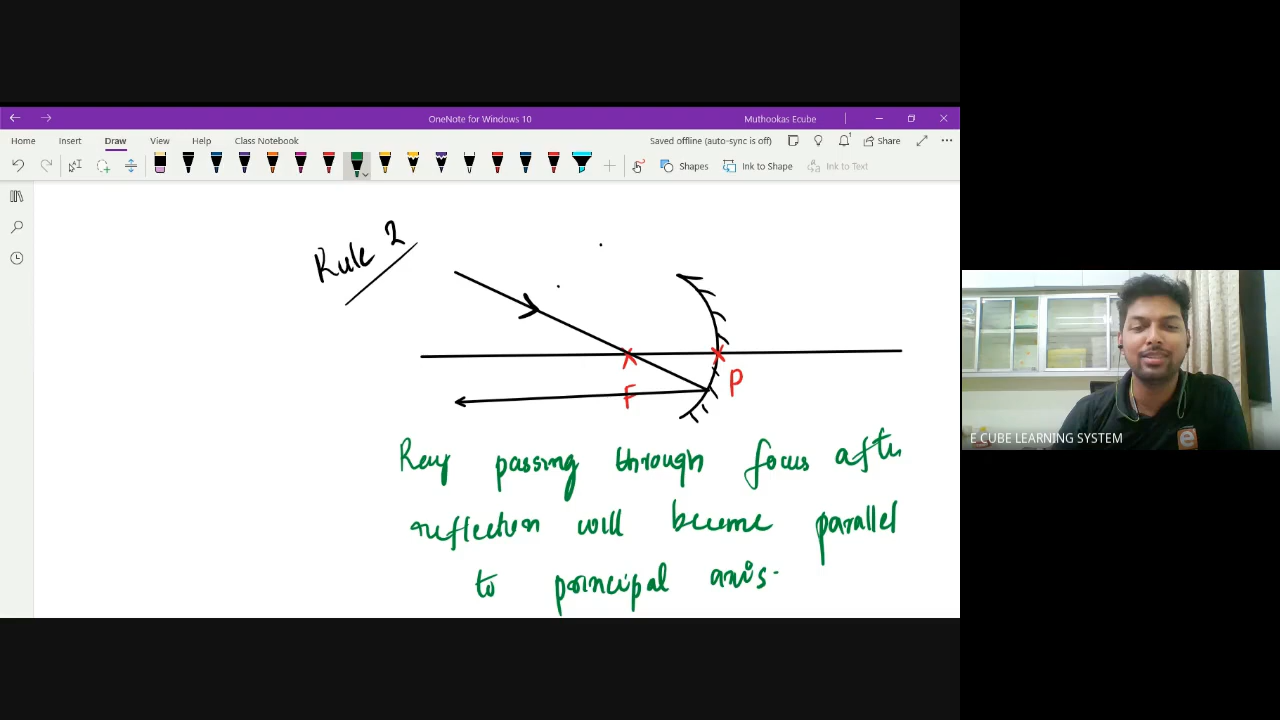 OneNote for Windows 10
Muthookas Ecube
Home Insert Draw View Help Class Notebook
Saved offline (auto-sync is off)
Share
Shapes
Ink to Shape
Ink to Text
Rule 2
P
F
Ray passing through focus after
reflection will become parallel
to principal axis.
E CUBE LEARNING SYSTEM
e